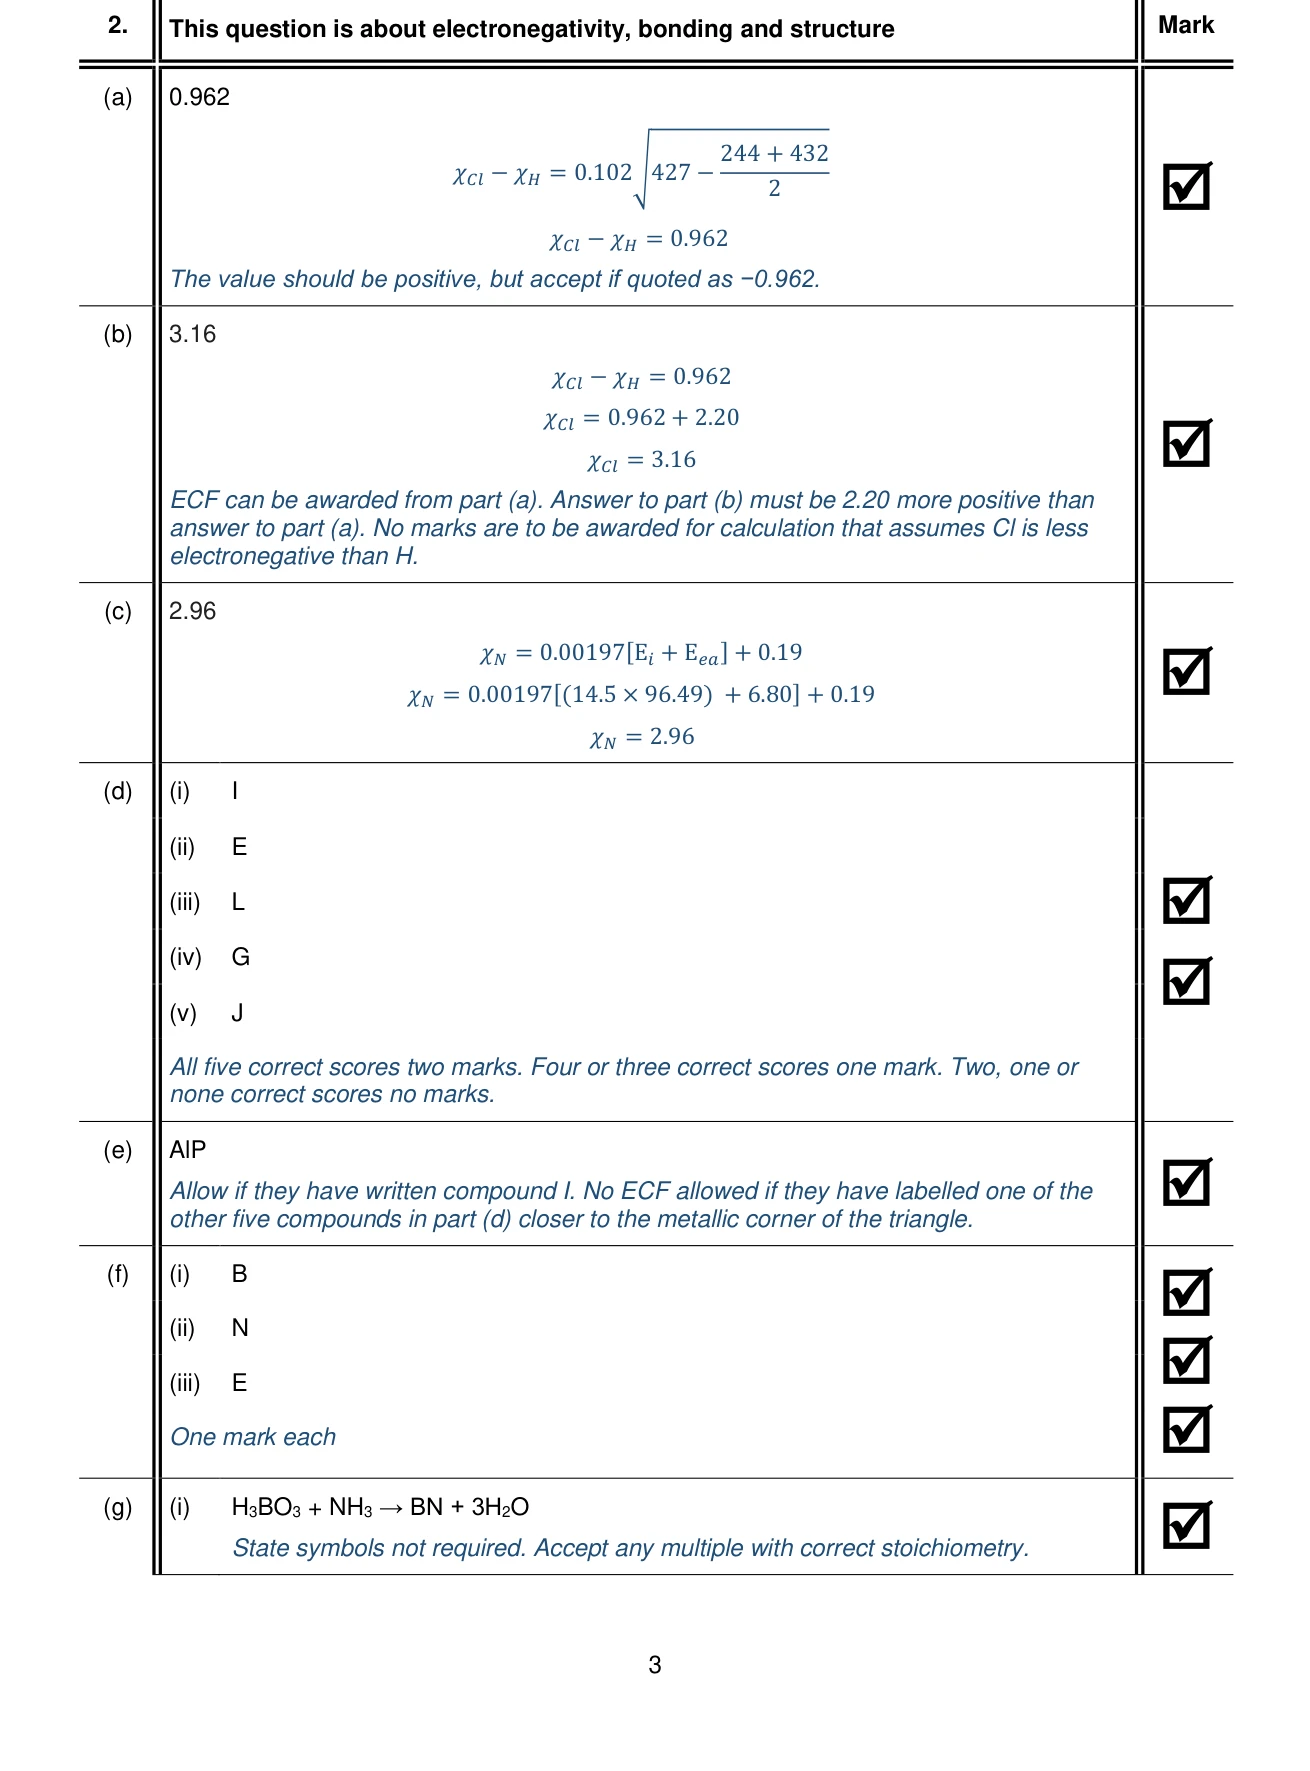 2. This question is about electronegativity, bonding and structure Mark
(a) 0.962
χCl − χH = 0.102 √(427 − (244 + 432)/2)
χCl − χH = 0.962
The value should be positive, but accept if quoted as −0.962.
(b) 3.16
χCl − χH = 0.962
χCl = 0.962 + 2.20
χCl = 3.16
ECF can be awarded from part (a). Answer to part (b) must be 2.20 more positive than
answer to part (a). No marks are to be awarded for calculation that assumes Cl is less
electronegative than H.
(c) 2.96
χN = 0.00197[Ei + Eea] + 0.19
χN = 0.00197[(14.5 × 96.49) + 6.80] + 0.19
χN = 2.96
(d) (i) I
(ii) E
(iii) L
(iv) G
(v) J
All five correct scores two marks. Four or three correct scores one mark. Two, one or
none correct scores no marks.
(e) AlP
Allow if they have written compound I. No ECF allowed if they have labelled one of the
other five compounds in part (d) closer to the metallic corner of the triangle.
(f) (i) B
(ii) N
(iii) E
One mark each
(g) (i) H₃BO₃ + NH₃ → BN + 3H₂O
State symbols not required. Accept any multiple with correct stoichiometry.
3